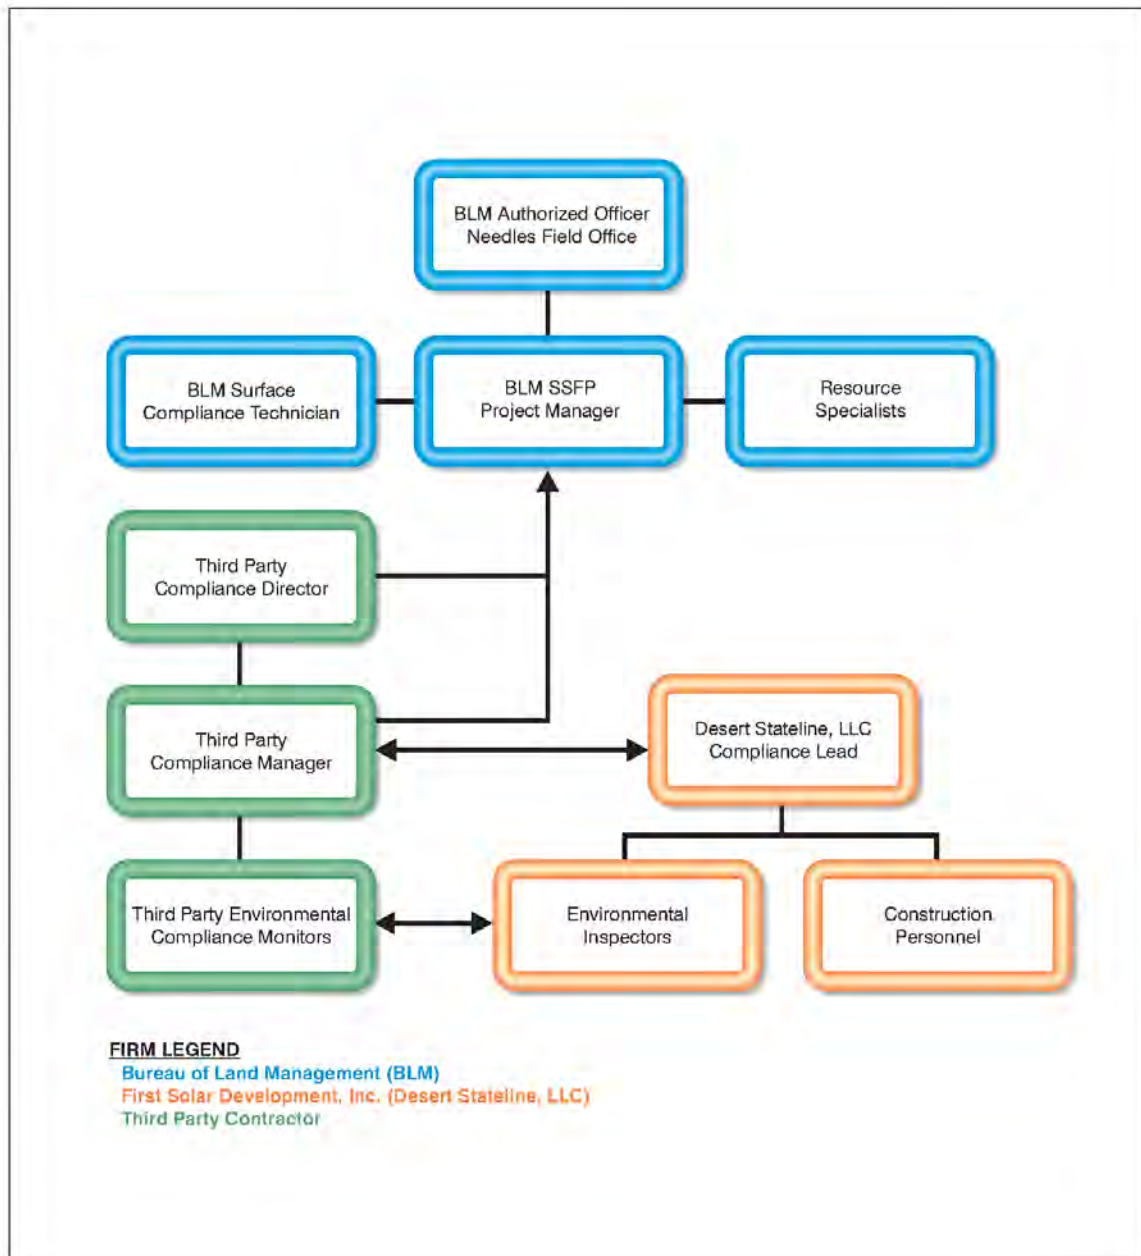 BLM Authorized Officer
Needles Field Office
BLM Surface
Compliance Technician
BLM SSFP
Project Manager
Resource
Specialists
Third Party
Compliance Director
Third Party
Compliance Manager
Desert Stateline, LLC
Compliance Lead
Third Party Environmental
Compliance Monitors
Environmental
Inspectors
Construction
Personnel
FIRM LEGEND
Bureau of Land Management (BLM)
First Solar Development, Inc. (Desert Stateline, LLC)
Third Party Contractor